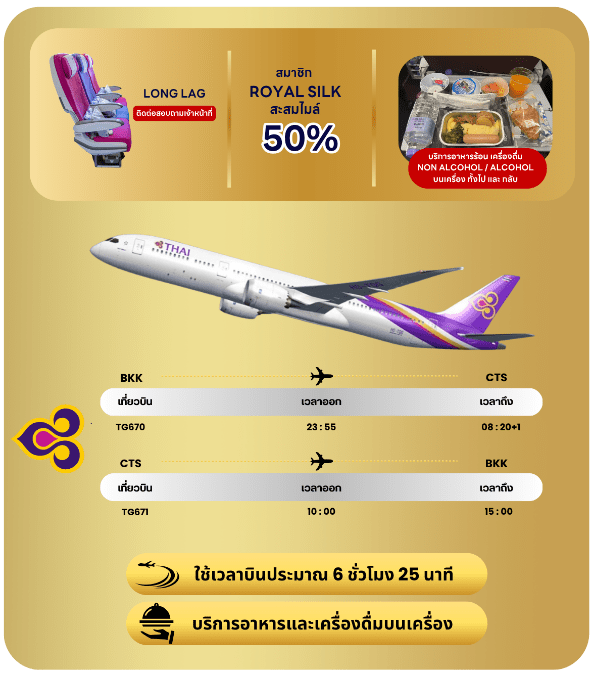 LONG LAG
ติดต่อสอบถามเจ้าหน้าที่
สมาชิก
ROYAL SILK
สะสมไมล์
50%
บริการอาหารร้อน เครื่องดื่ม
NON ALCOHOL / ALCOHOL
บนเครื่อง ทั้งไป และ กลับ
THAI
BKK CTS
เที่ยวบิน เวลาออก เวลาถึง
TG670 23 : 55 08 : 20+1
CTS BKK
เที่ยวบิน เวลาออก เวลาถึง
TG671 10 : 00 15 : 00
ใช้เวลาบินประมาณ 6 ชั่วโมง 25 นาที
บริการอาหารและเครื่องดื่มบนเครื่อง